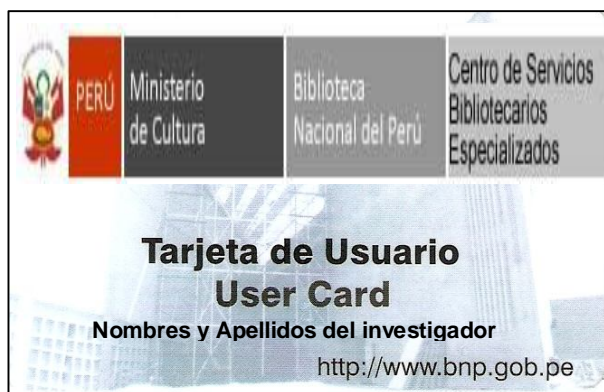 PERÚ
Ministerio
de Cultura
Biblioteca
Nacional del Perú
Centro de Servicios
Bibliotecarios
Especializados
Tarjeta de Usuario
User Card
Nombres y Apellidos del investigador
http://www.bnp.gob.pe